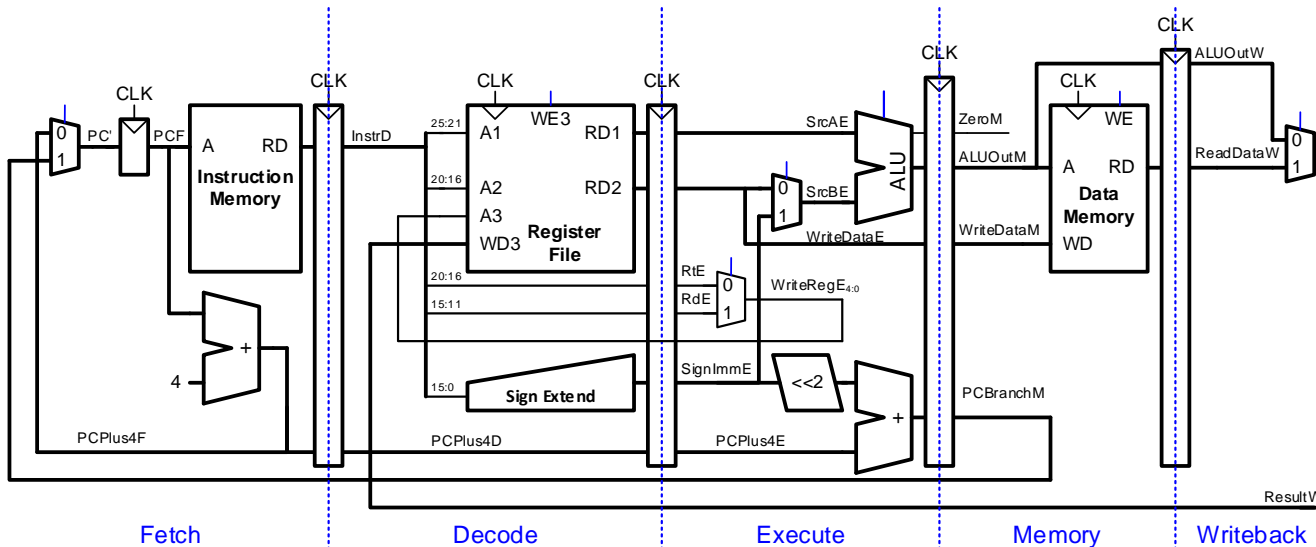 CLK
CLK ALUOutW
CLK CLK CLK CLK
CLK
0 PC' PCF A RD InstrD 25:21 A1 WE3 RD1 SrcAE ZeroM WE 0
1 Instruction Memory 20:16 A2 RD2 0 SrcBE ALU ALUOutM A RD ReadDataW 1
A3 1 Data Memory
WD3 Register File WriteDataE WriteDataM WD
20:16 RtE 0 WriteRegE4:0
15:11 RdE 1
+
4 15:0 Sign Extend SignImmE <<2 PCBranchM
+
PCPlus4F PCPlus4D PCPlus4E
ResultW
Fetch Decode Execute Memory Writeback